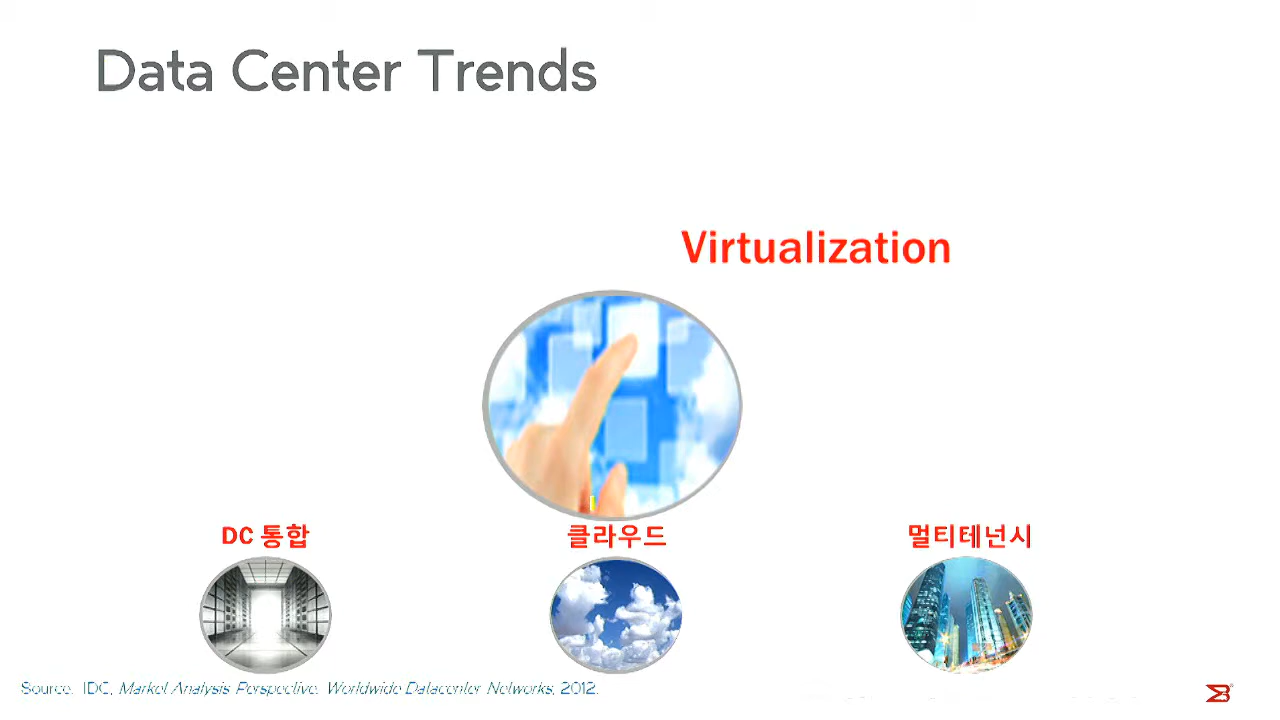 Data Center Trends
Virtualization
DC 통합
클라우드
멀티테넌시
Source: IDC, Market Analysis Perspective: Worldwide Datacenter Networks, 2012.